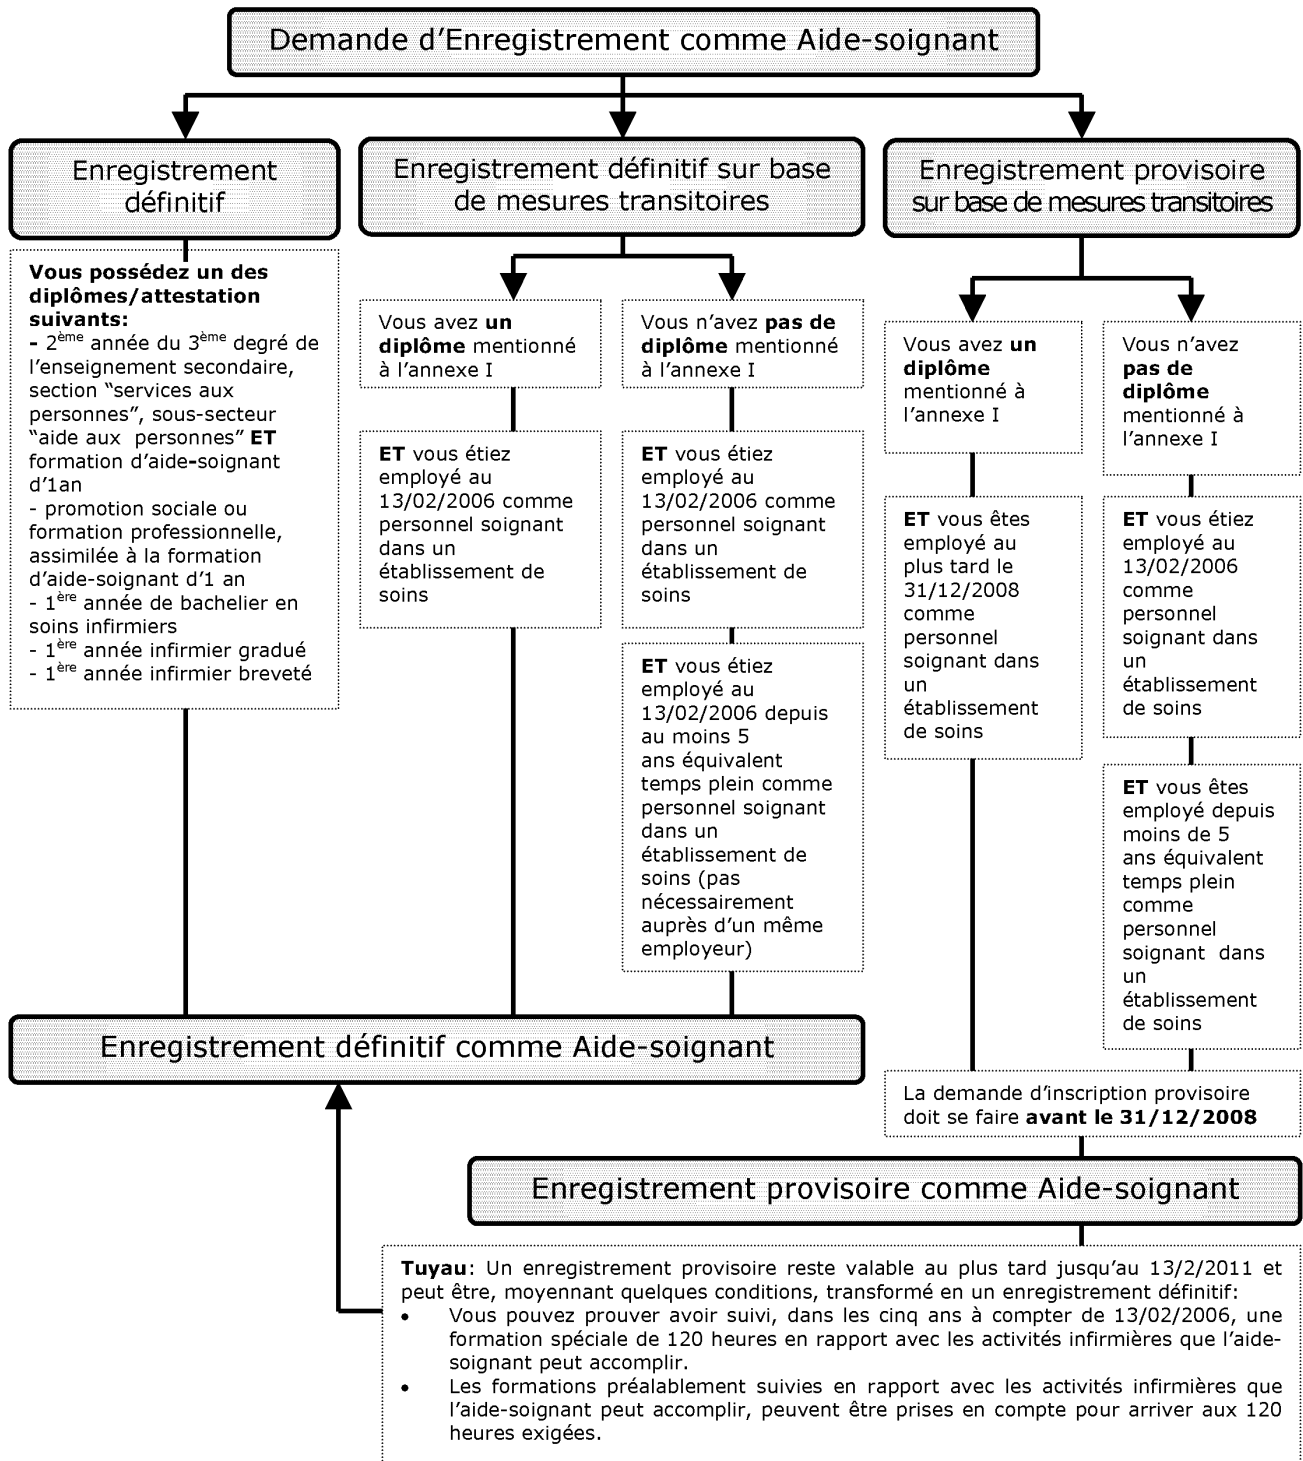 Demande d'Enregistrement comme Aide-soignant
Enregistrement
définitif
Enregistrement définitif sur base
de mesures transitoires
Enregistrement provisoire
sur base de mesures transitoires
Vous possédez un des
diplômes/attestation
suivants:
- 2ème année du 3ème degré de
l'enseignement secondaire,
section "services aux
personnes", sous-secteur
"aide aux personnes" ET
formation d'aide-soignant
d'1an
- promotion sociale ou
formation professionnelle,
assimilée à la formation
d'aide-soignant d'1 an
- 1ère année de bachelier en
soins infirmiers
- 1ère année infirmier gradué
- 1ère année infirmier breveté
Vous avez un
diplôme mentionné
à l'annexe I
ET vous étiez
employé au
13/02/2006 comme
personnel soignant
dans un
établissement de
soins
Vous n'avez pas de
diplôme mentionné
à l'annexe I
ET vous étiez
employé au
13/02/2006 comme
personnel soignant
dans un
établissement de
soins
ET vous étiez
employé au
13/02/2006 depuis
au moins 5
ans équivalent
temps plein comme
personnel soignant
dans un
établissement de
soins (pas
nécessairement
auprès d'un même
employeur)
Vous avez un
diplôme
mentionné à
l'annexe I
ET vous êtes
employé au
plus tard le
31/12/2008
comme
personnel
soignant dans
un
établissement
de soins
Vous n'avez
pas de
diplôme
mentionné à
l'annexe I
ET vous étiez
employé au
13/02/2006
comme
personnel
soignant dans
un
établissement
de soins
ET vous êtes
employé depuis
moins de 5
ans équivalent
temps plein
comme
personnel
soignant dans
un
établissement
de soins
Enregistrement définitif comme Aide-soignant
La demande d'inscription provisoire
doit se faire avant le 31/12/2008
Enregistrement provisoire comme Aide-soignant
Tuyau: Un enregistrement provisoire reste valable au plus tard jusqu'au 13/2/2011 et
peut être, moyennant quelques conditions, transformé en un enregistrement définitif:
• Vous pouvez prouver avoir suivi, dans les cinq ans à compter de 13/02/2006, une
formation spéciale de 120 heures en rapport avec les activités infirmières que l'aide-
soignant peut accomplir.
• Les formations préalablement suivies en rapport avec les activités infirmières que
l'aide-soignant peut accomplir, peuvent être prises en compte pour arriver aux 120
heures exigées.